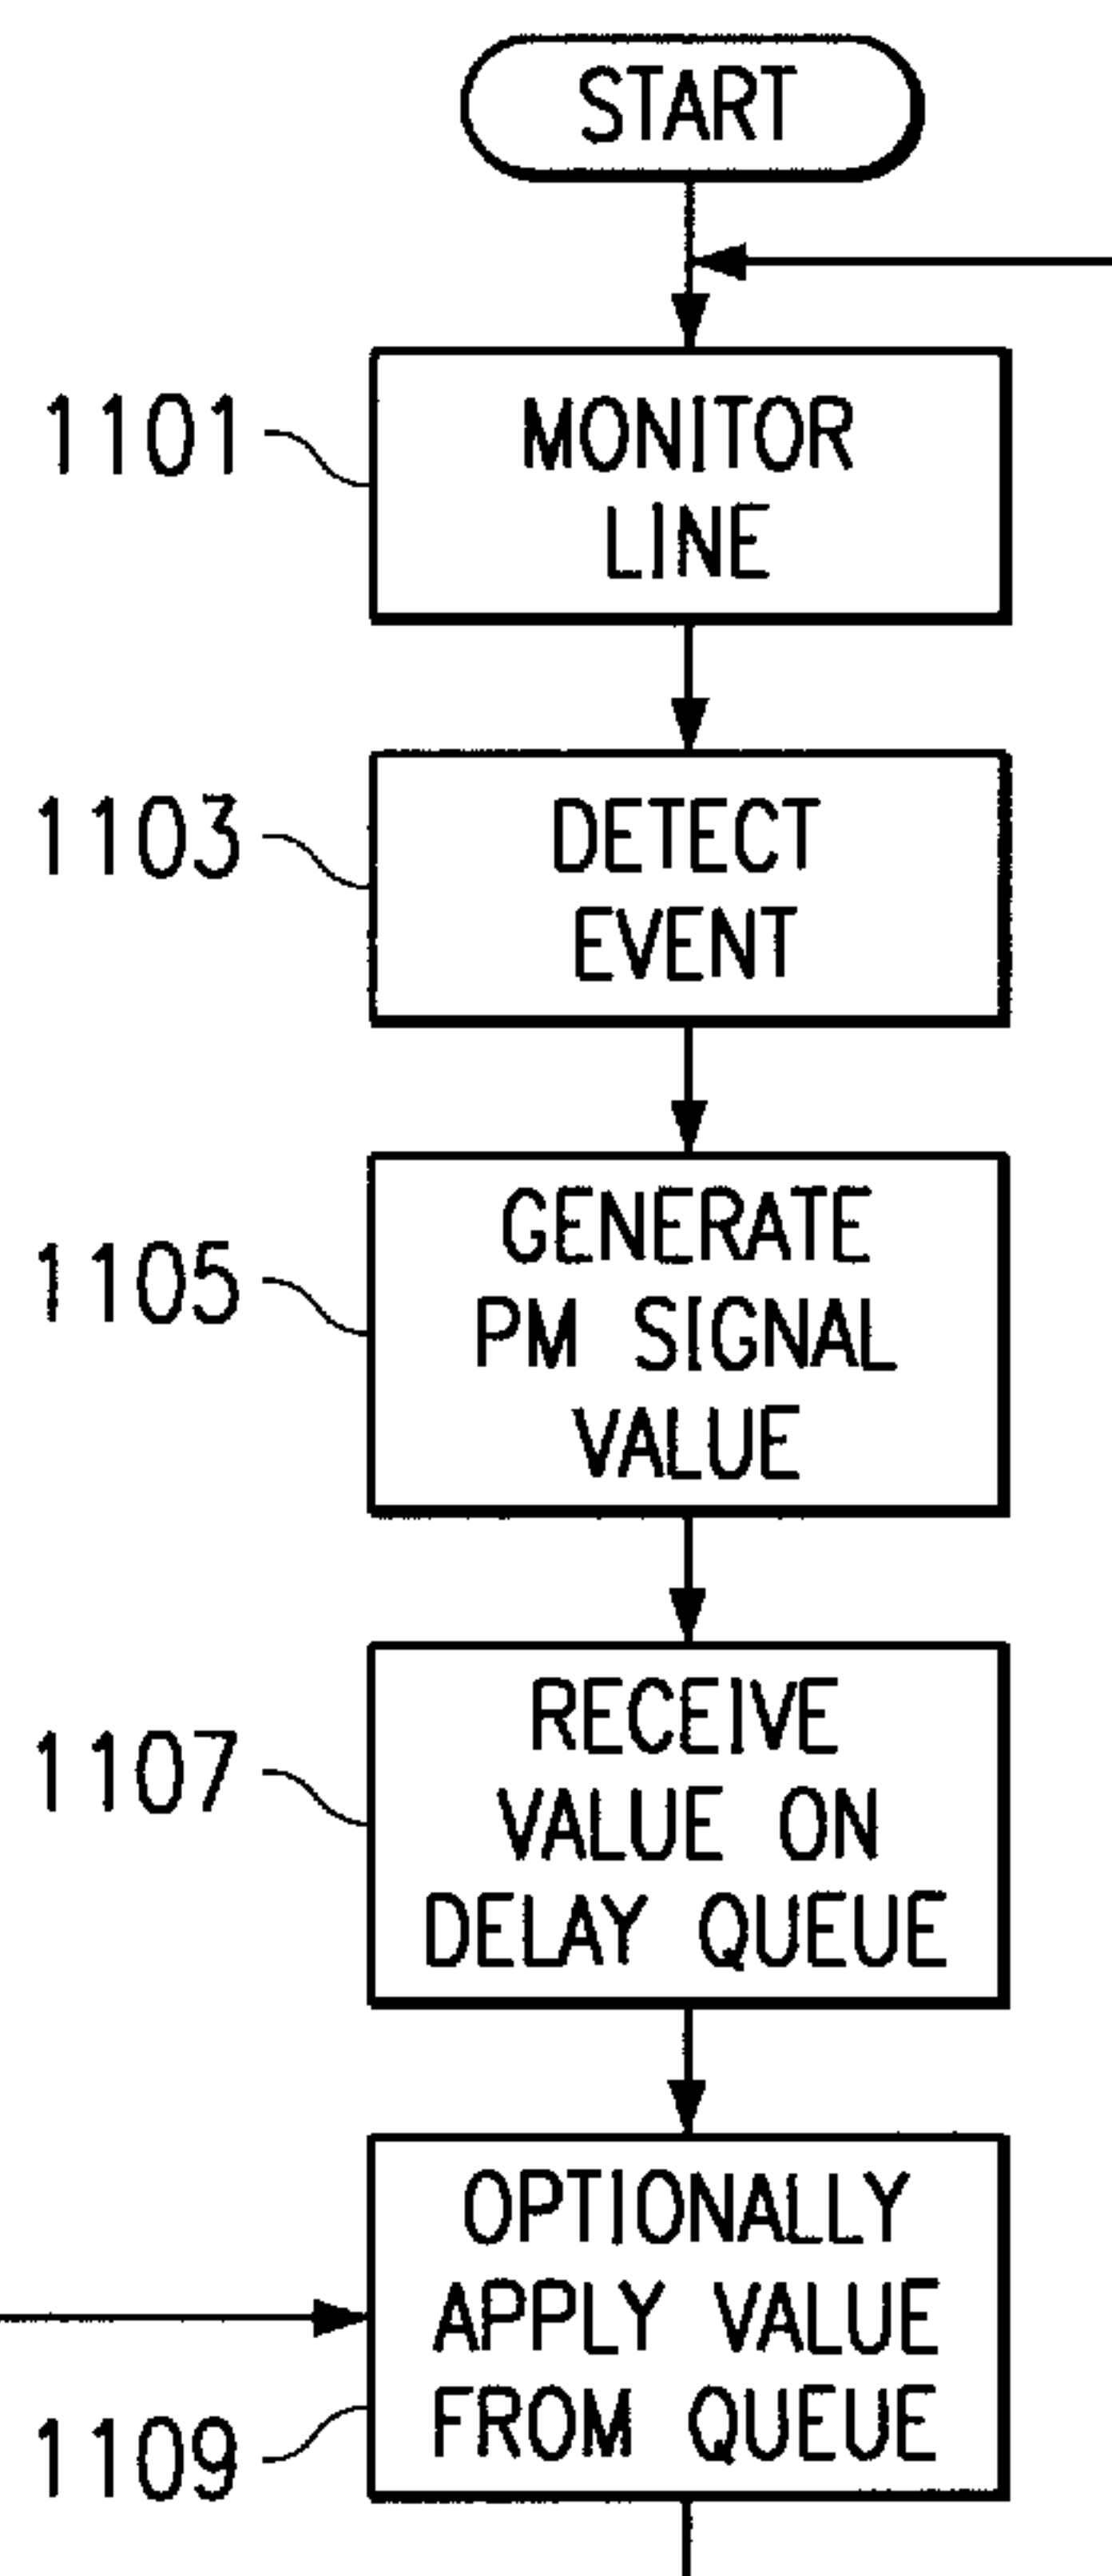 START
1101
MONITOR
LINE
1103
DETECT
EVENT
1105
GENERATE
PM SIGNAL
VALUE
1107
RECEIVE
VALUE ON
DELAY QUEUE
1109
OPTIONALLY
APPLY VALUE
FROM QUEUE